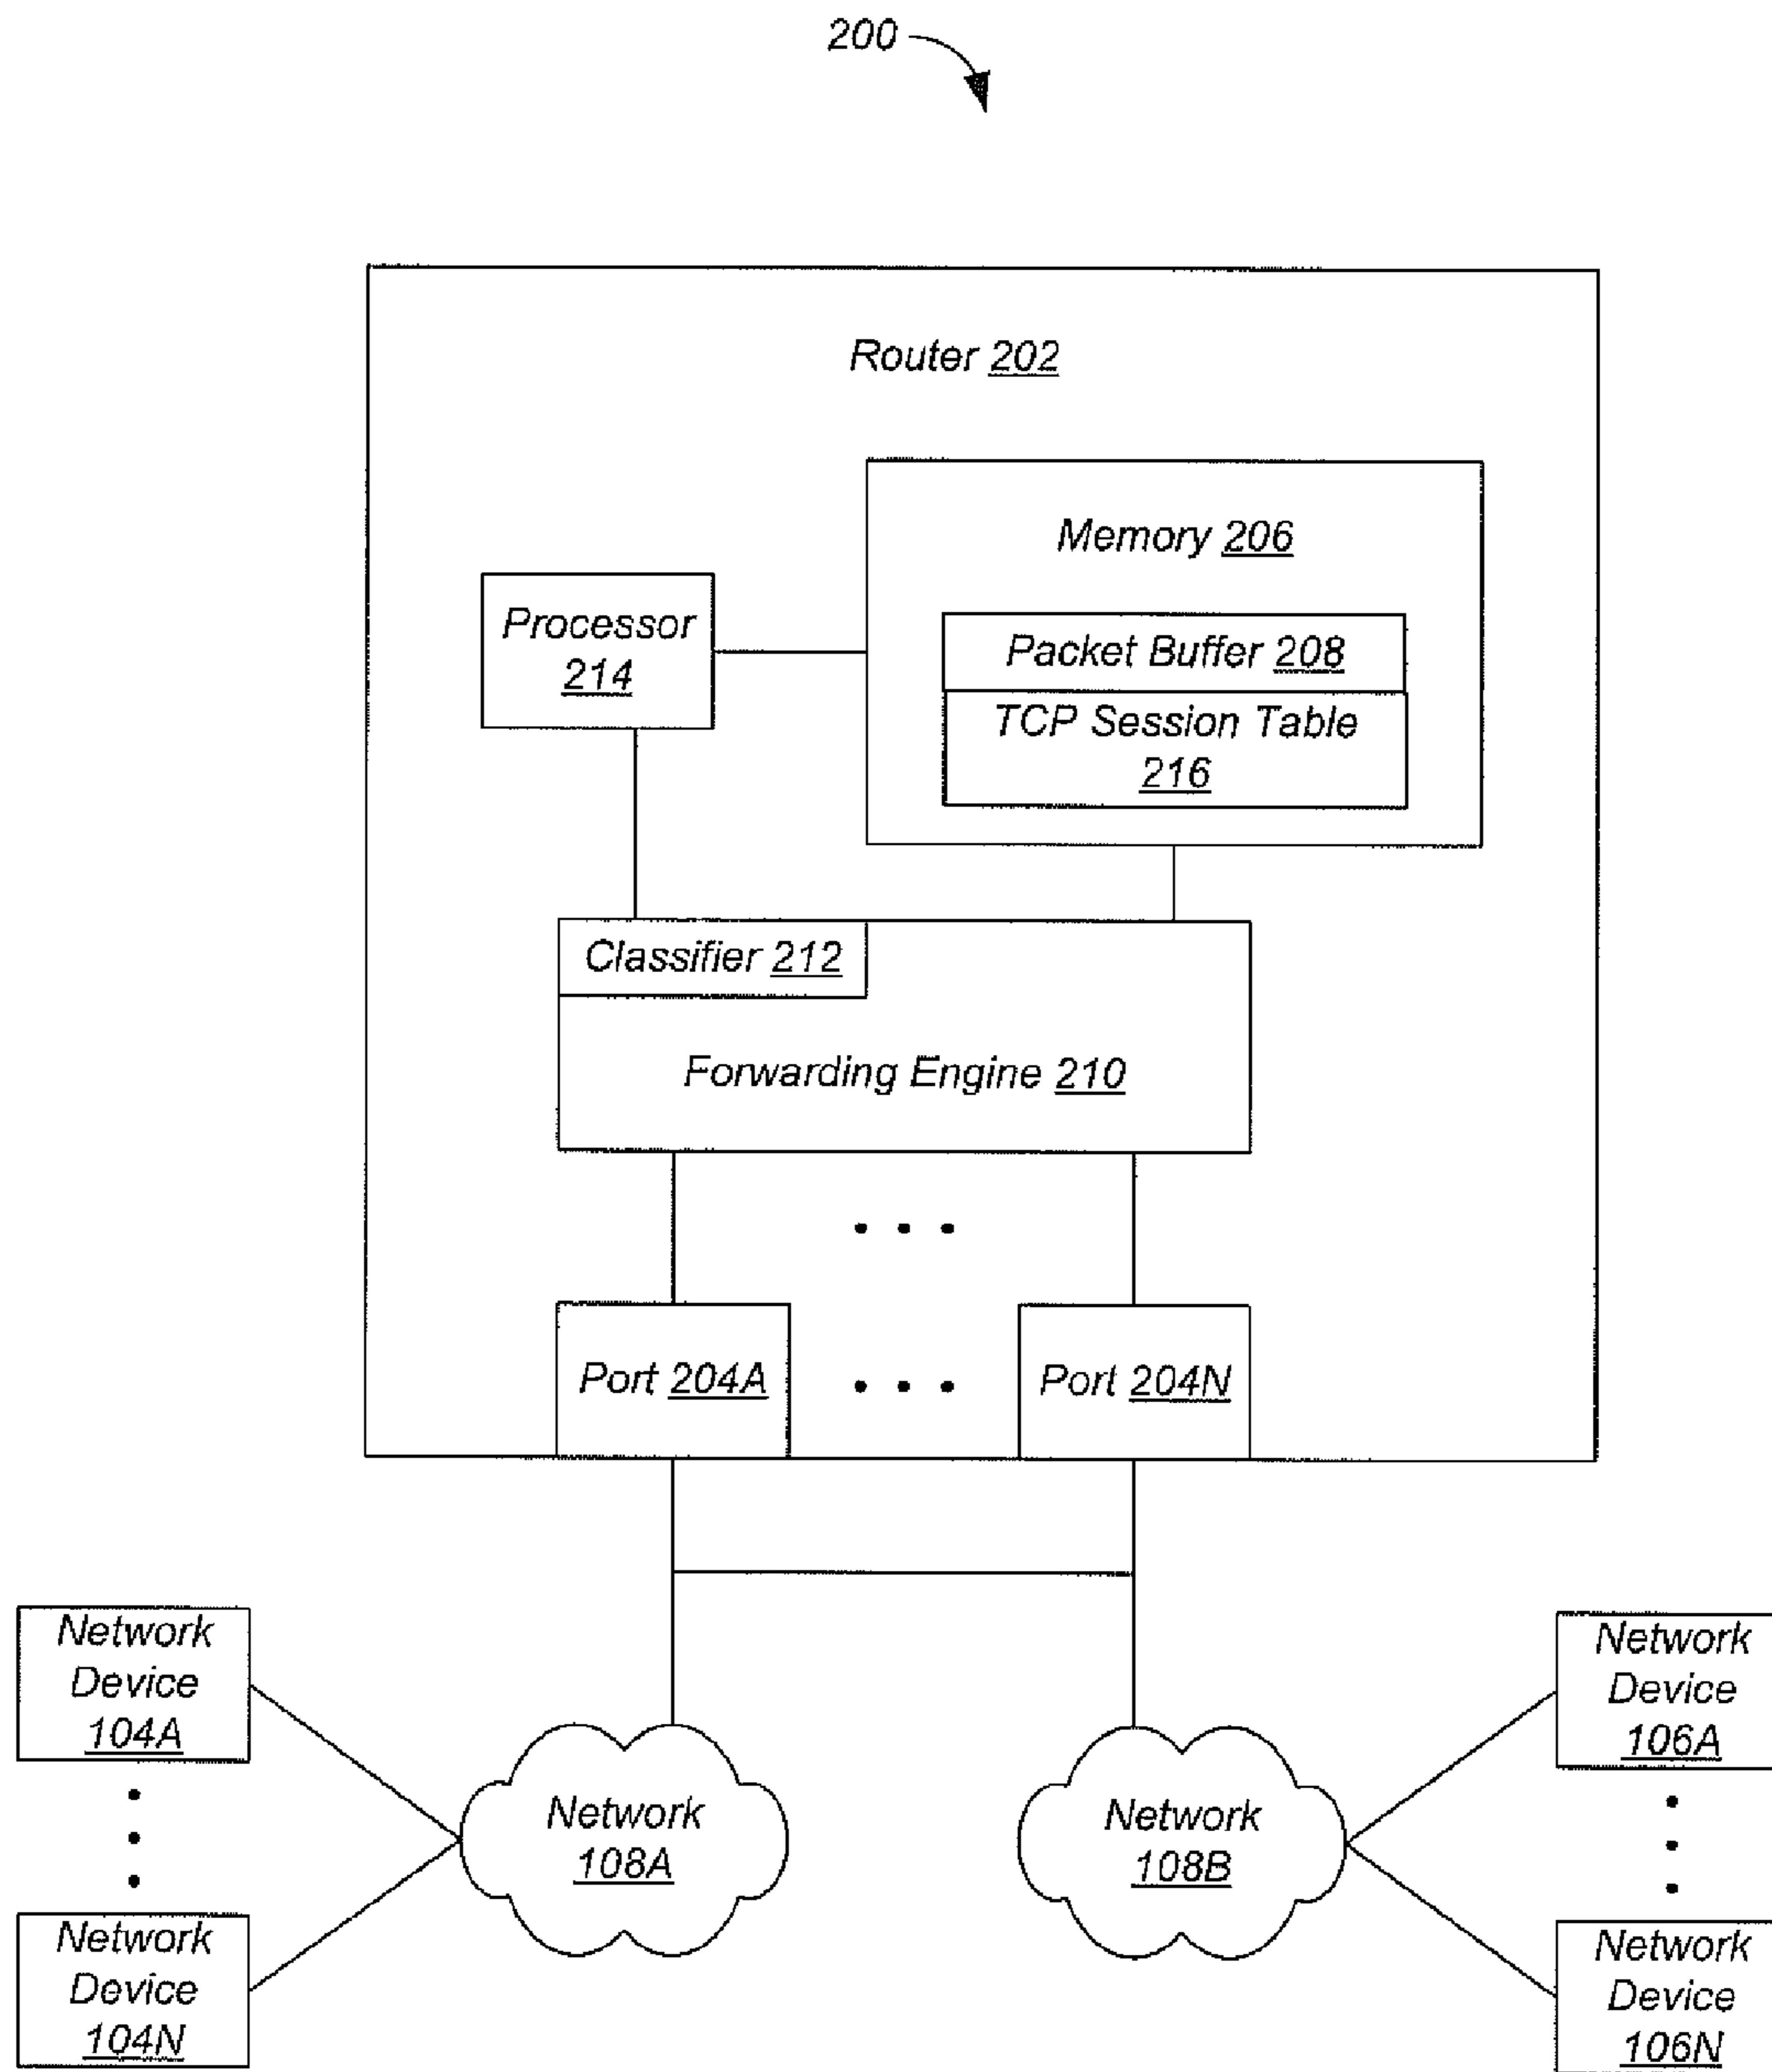 200
Router 202
Memory 206
Processor
214
Packet Buffer 208
TCP Session Table
216
Classifier 212
Forwarding Engine 210
Port 204A
Port 204N
Network
Device
104A
Network
Device
106A
Network
108A
Network
108B
Network
Device
104N
Network
Device
106N